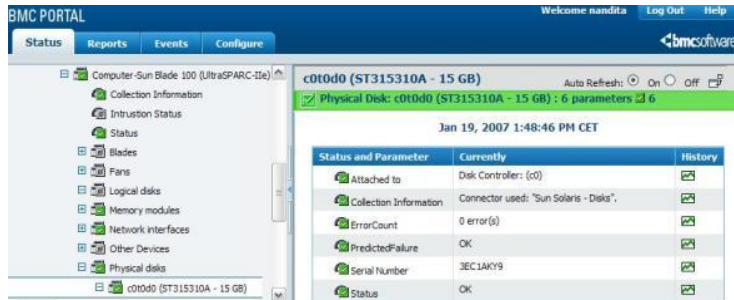 BMC PORTAL
Welcome nandita Log Out Help
Status Reports Events Configure
bmcsoftware
Computer-Sun Blade 100 (UltraSPARC-IIe)
Collection Information
Intrustion Status
Status
Blades
Fans
Logical disks
Memory modules
Network interfaces
Other Devices
Physical disks
c0t0d0 (ST315310A - 15 GB)
c0t0d0 (ST315310A - 15 GB)
Auto Refresh: On Off
Physical Disk: c0t0d0 (ST315310A - 15 GB) : 6 parameters 6
Jan 19, 2007 1:48:46 PM CET
Status and Parameter Currently History
Attached to Disk Controller: (c0)
Collection Information Connector used: "Sun Solaris - Disks".
ErrorCount 0 error(s)
PredictedFailure OK
Serial Number 3EC1AKY9
Status OK